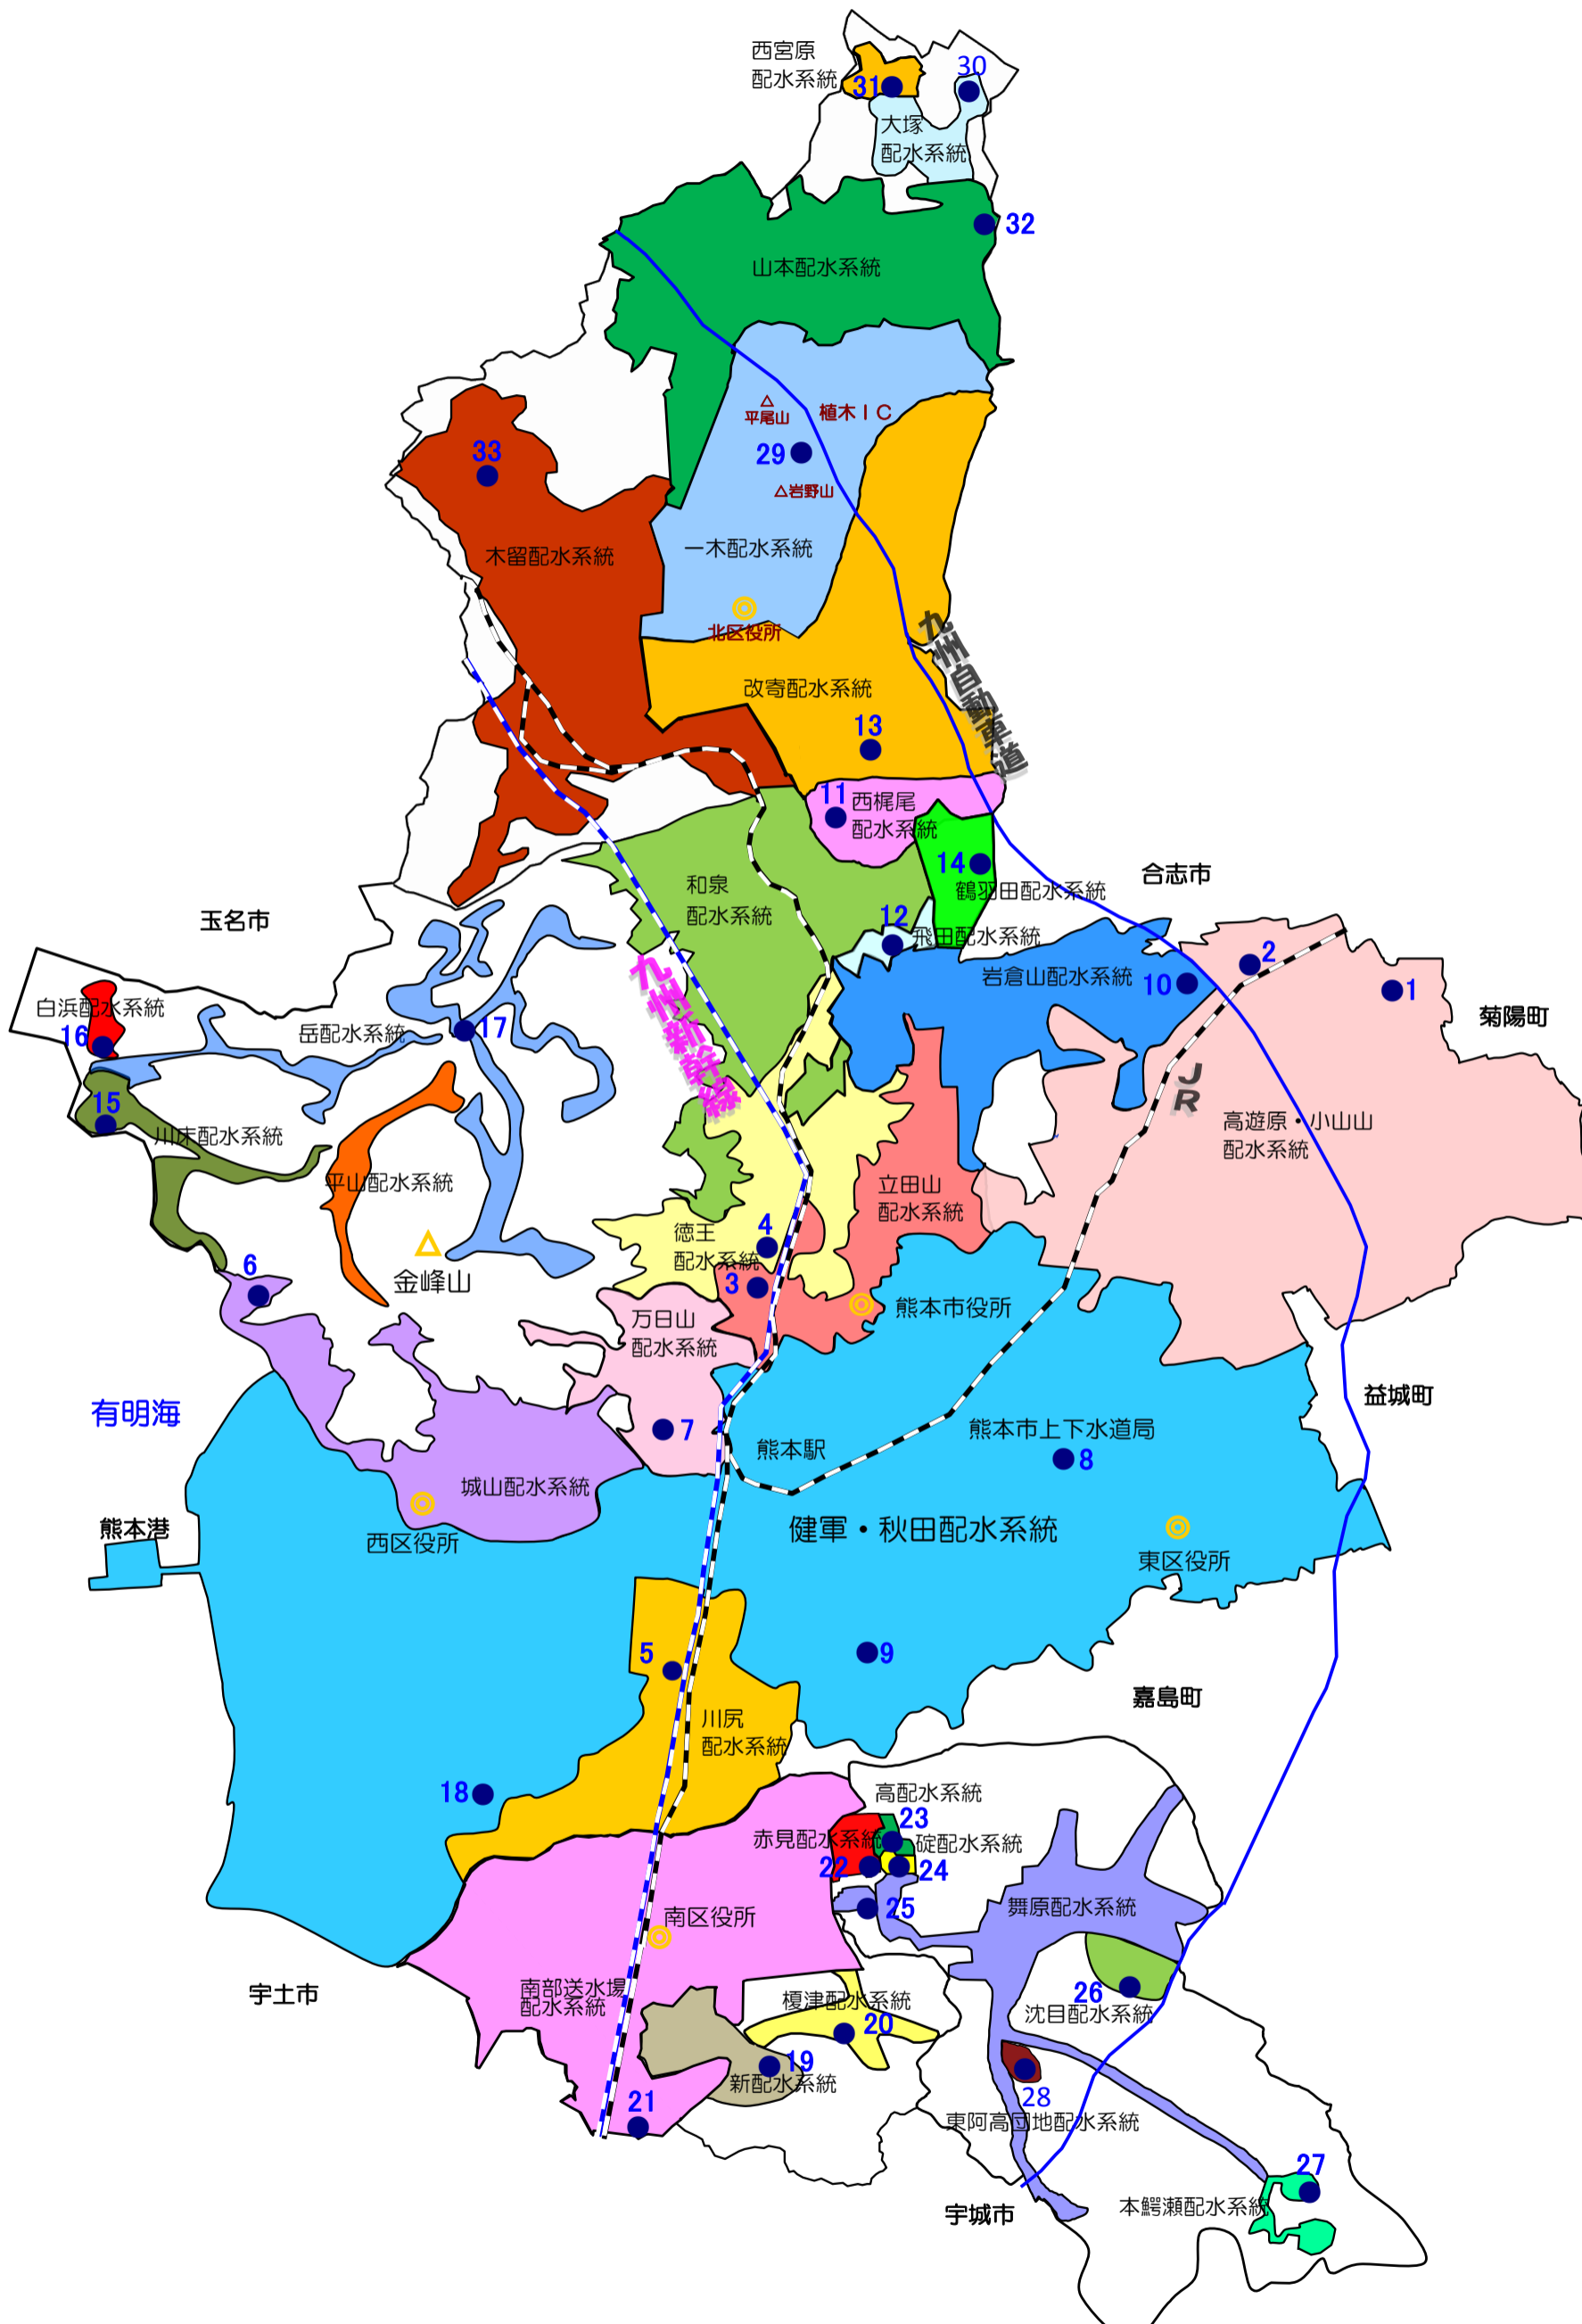 西宮原
配水系統
31
30
大塚
配水系統
32
山本配水系統
平尾山
植木IC
29
岩野山
33
木留配水系統
一木配水系統
北区役所
九州自動車道
改寄配水系統
13
11
西梶尾
配水系統
14
鶴羽田配水系統
合志市
和泉
配水系統
12
飛田配水系統
玉名市
岩倉山配水系統
10
2
1
菊陽町
白浜配水系統
16
岳配水系統
17
九州新幹線
JR
15
川床配水系統
高遊原・小山山
配水系統
平山配水系統
立田山
配水系統
徳王
配水系統
4
6
金峰山
3
熊本市役所
万日山
配水系統
有明海
益城町
7
熊本駅
熊本市上下水道局
8
城山配水系統
熊本港
西区役所
健軍・秋田配水系統
東区役所
5
9
川尻
配水系統
嘉島町
18
高配水系統
23
赤見配水系統
碇配水系統
22
24
25
舞原配水系統
南区役所
宇土市
南部送水場
配水系統
榎津配水系統
26
沈目配水系統
20
19
新配水系統
28
21
東阿高団地配水系統
27
本鰐瀬配水系統
宇城市